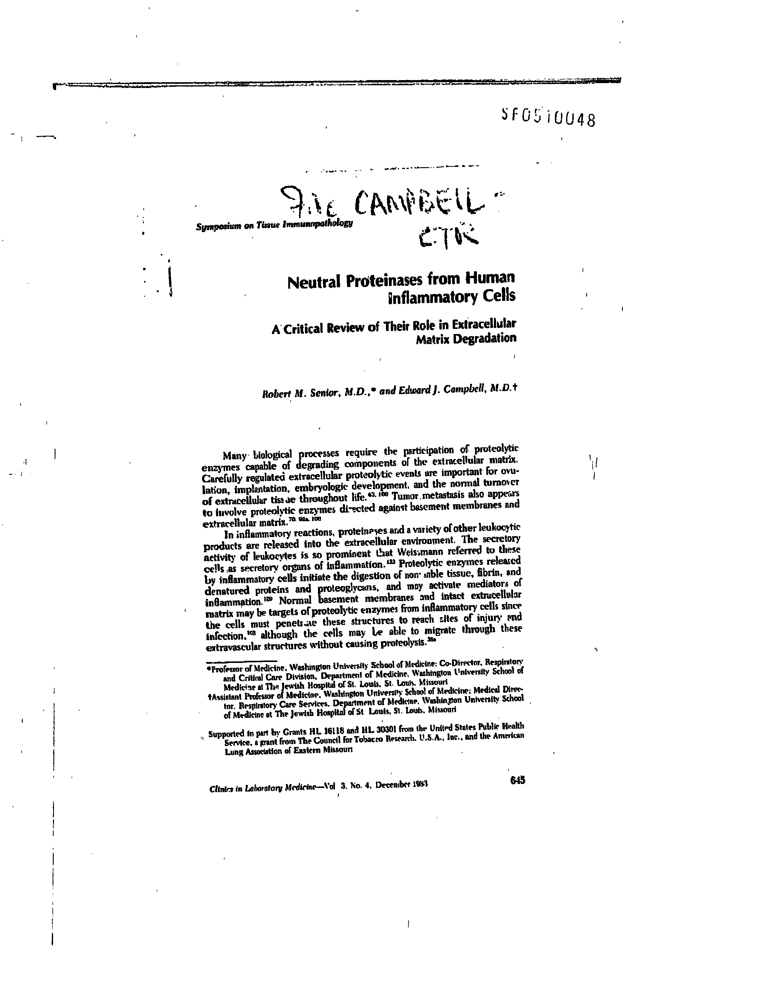 SF0510048
File CAMPBELL -
CTR
Symposium on Tissue Immunopathology
Neutral Proteinases from Human
Inflammatory Cells
A Critical Review of Their Role in Extracellular
Matrix Degradation
Robert M. Senior, M.D.,* and Edward J. Campbell, M.D.†
Many biological processes require the participation of proteolytic
enzymes capable of degrading components of the extracellular matrix.
Carefully regulated extracellular proteolytic events are important for ovu-
lation, implantation, embryologic development, and the normal turnover
of extracellular tissue throughout life. Tumor metastasis also appears
to involve proteolytic enzymes directed against basement membranes and
extracellular matrix.
In inflammatory reactions, proteinases and a variety of other leukocytic
products are released into the extracellular environment. The secretory
activity of leukocytes is so prominent that Weissmann referred to these
cells as secretory organs of inflammation. Proteolytic enzymes released
by inflammatory cells initiate the digestion of nonviable tissue, fibrin, and
denatured proteins and proteoglycans, and may activate mediators of
inflammation. Normal basement membranes and intact extracellular
matrix may be targets of proteolytic enzymes from inflammatory cells since
the cells must penetrate these structures to reach sites of injury and
infection, although the cells may be able to migrate through these
extravascular structures without causing proteolysis.
*Professor of Medicine, Washington University School of Medicine; Co-Director, Respiratory
and Critical Care Division, Department of Medicine, Washington University School of
Medicine at The Jewish Hospital of St. Louis, St. Louis, Missouri
†Assistant Professor of Medicine, Washington University School of Medicine; Medical Direc-
tor, Respiratory Care Services, Department of Medicine, Washington University School
of Medicine at The Jewish Hospital of St Louis, St. Louis, Missouri
Supported in part by Grants HL 16118 and HL 30301 from the United States Public Health
Service, a grant from The Council for Tobacco Research, U.S.A., Inc., and the American
Lung Association of Eastern Missouri
Clinics in Laboratory Medicine—Vol 3, No. 4, December 1983
645